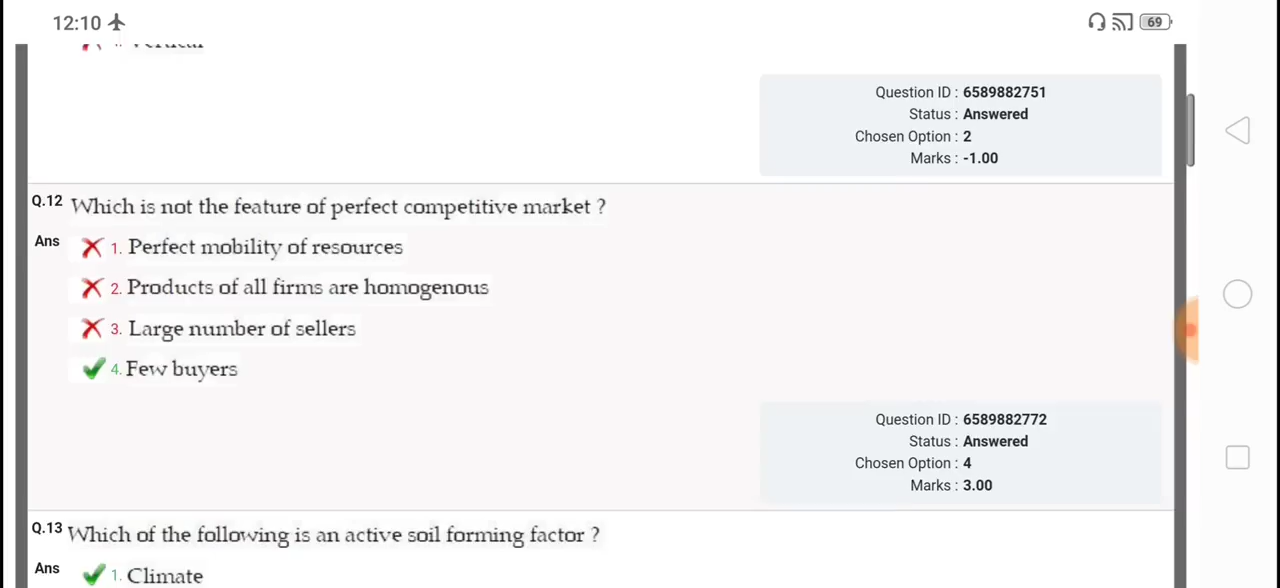 12:10
69
Question ID : 6589882751
Status : Answered
Chosen Option : 2
Marks : -1.00
Q.12 Which is not the feature of perfect competitive market ?
Ans 1. Perfect mobility of resources
2. Products of all firms are homogenous
3. Large number of sellers
4. Few buyers
Question ID : 6589882772
Status : Answered
Chosen Option : 4
Marks : 3.00
Q.13 Which of the following is an active soil forming factor ?
Ans 1. Climate